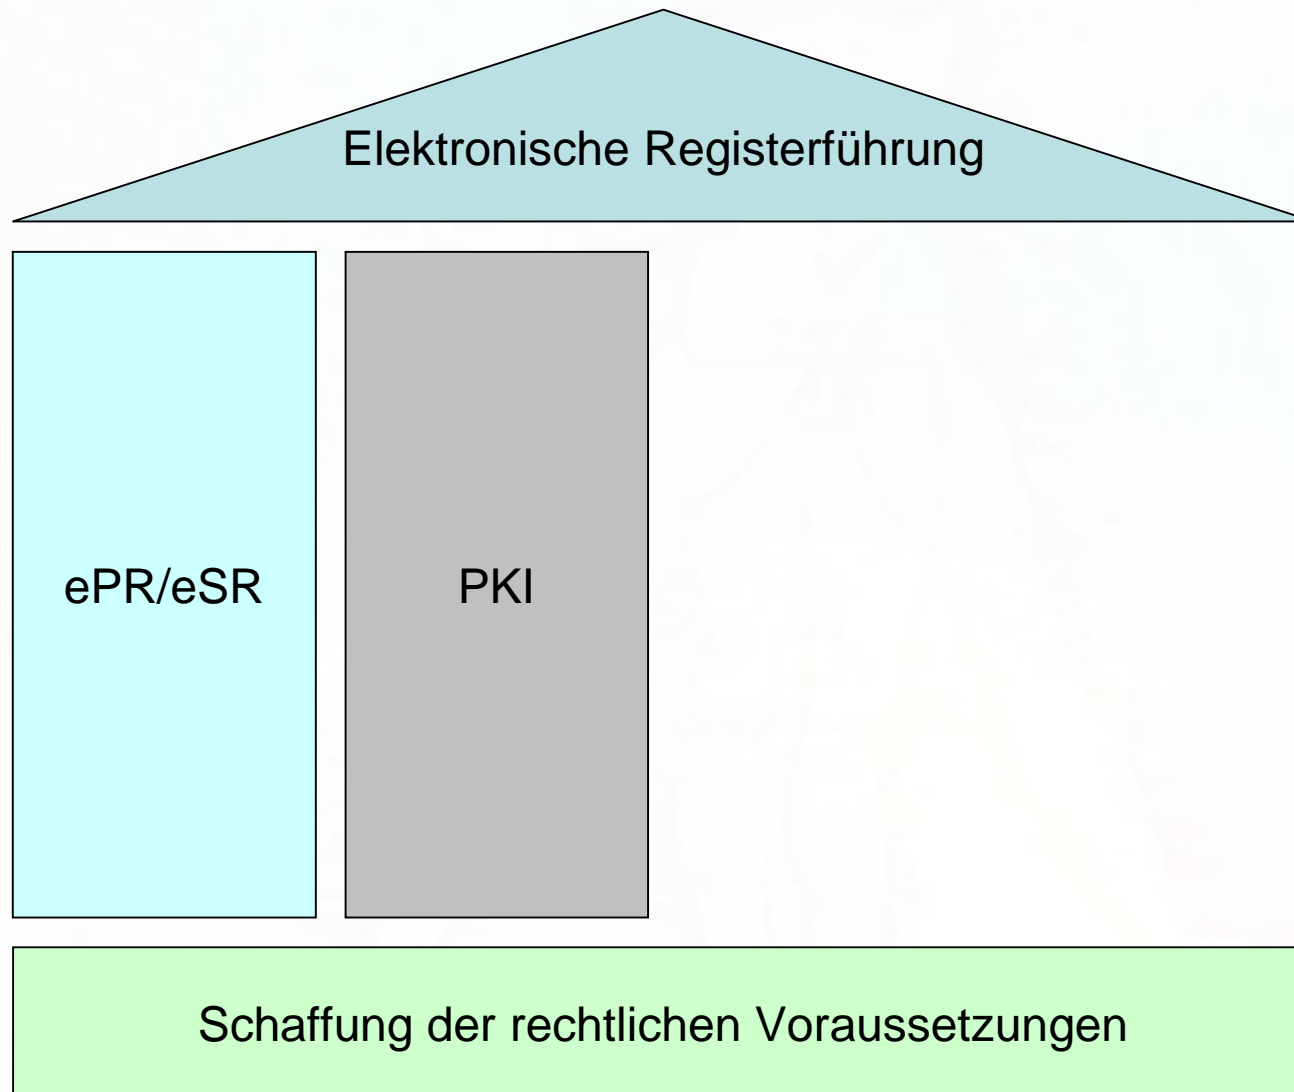 Elektronische Registerführung
ePR/eSR
PKI
Schaffung der rechtlichen Voraussetzungen